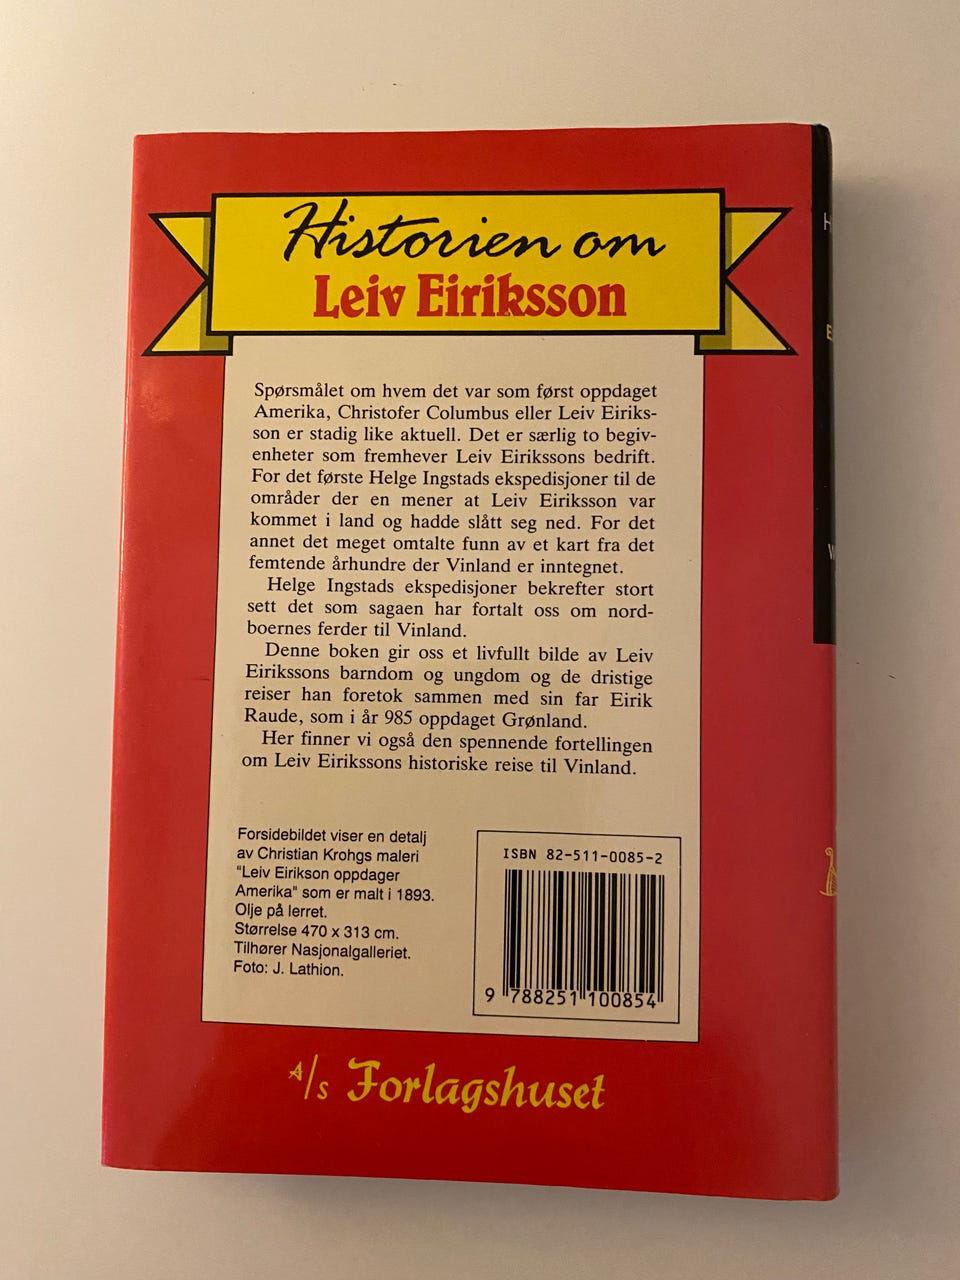 Historien om
Leiv Eiriksson
Spørsmålet om hvem det var som først oppdaget
Amerika, Christofer Columbus eller Leiv Eiriks-
son er stadig like aktuell. Det er særlig to begiv-
enheter som fremhever Leiv Eirikssons bedrift.
For det første Helge Ingstads ekspedisjoner til de
områder der en mener at Leiv Eiriksson var
kommet i land og hadde slått seg ned. For det
annet det meget omtalte funn av et kart fra det
femtende århundre der Vinland er inntegnet.
Helge Ingstads ekspedisjoner bekrefter stort
sett det som sagaen har fortalt oss om nord-
boernes ferder til Vinland.
Denne boken gir oss et livfullt bilde av Leiv
Eirikssons barndom og ungdom og de dristige
reiser han foretok sammen med sin far Eirik
Raude, som i år 985 oppdaget Grønland.
Her finner vi også den spennende fortellingen
om Leiv Eirikssons historiske reise til Vinland.
Forsidebildet viser en detalj
av Christian Krohgs maleri
"Leiv Eirikson oppdager
Amerika" som er malt i 1893.
Olje på lerret.
Størrelse 470 x 313 cm.
Tilhører Nasjonalgalleriet.
Foto: J. Lathion.
ISBN 82-511-0085-2
9 788251 100854
A/S Forlagshuset